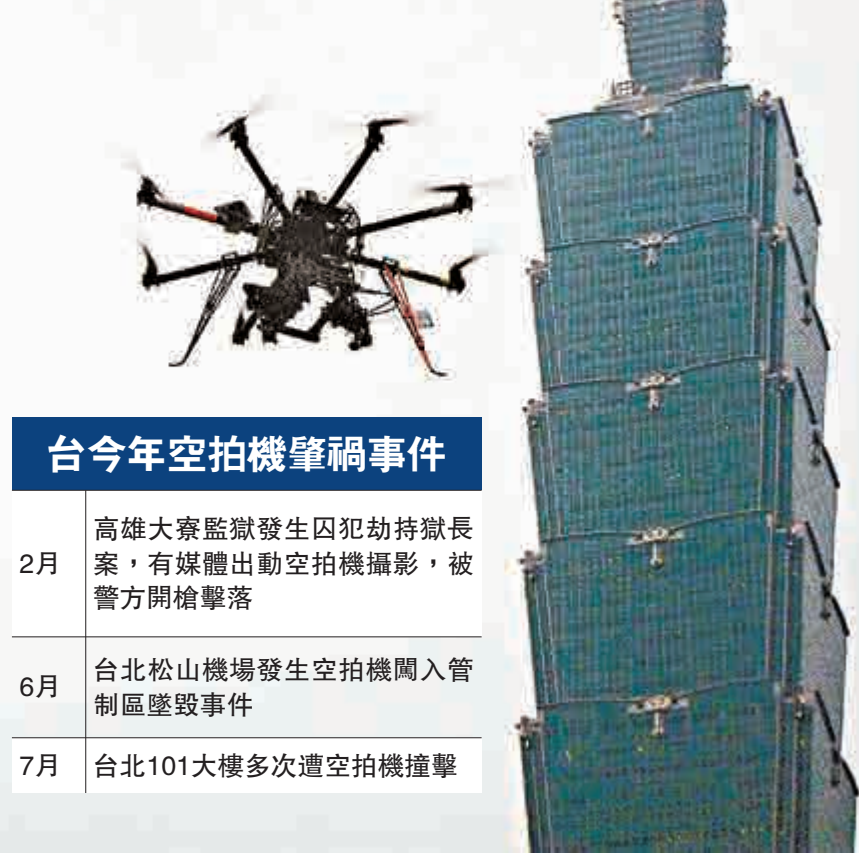 台今年空拍機肇禍事件
2月
高雄大寮監獄發生囚犯劫持獄長
案，有媒體出動空拍機攝影，被
警方開槍擊落
6月
台北松山機場發生空拍機闖入管
制區墜毀事件
7月
台北101大樓多次遭空拍機撞擊